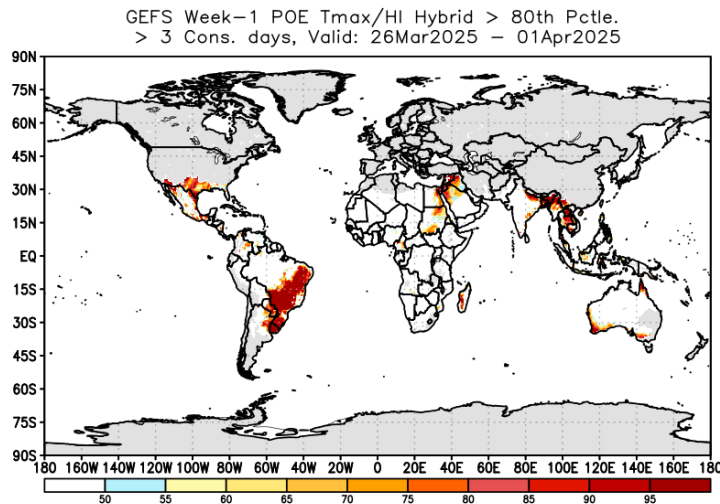 GEFS Week-1 POE Tmax/HI Hybrid > 80th Pctle.
> 3 Cons. days, Valid: 26Mar2025 - 01Apr2025
90N
75N
60N
45N
30N
15N
EQ
15S
30S
45S
60S
75S
90S
180 160W 140W 120W 100W 80W 60W 40W 20W 0 20E 40E 60E 80E 100E 120E 140E 160E 180
50 55 60 65 70 75 80 85 90 95